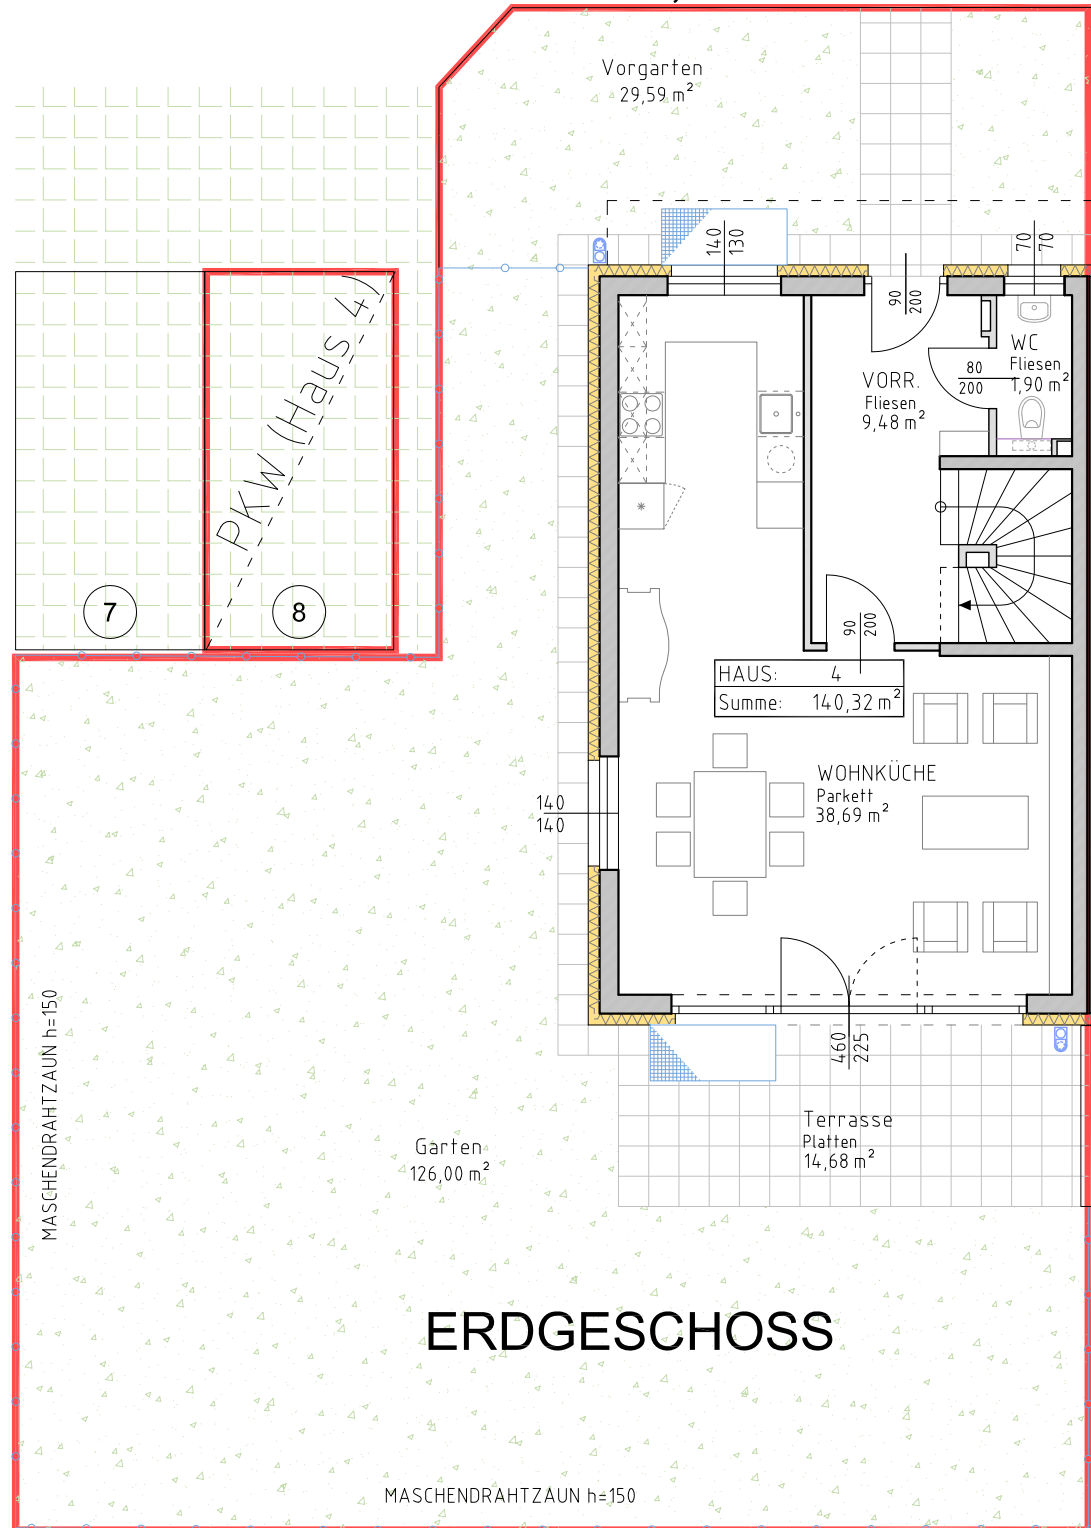 Vorgarten
29,59 m²
140
130
70
70
90
200
WC
Fliesen
1,90 m²
80
200
VORR.
Fliesen
9,48 m²
PKW (Haus 4)
7
8
90
200
HAUS: 4
Summe: 140,32 m²
WOHNKÜCHE
Parkett
38,69 m²
140
140
460
225
MASCHENDRAHTZAUN h=150
Terrasse
Platten
14,68 m²
Garten
126,00 m²
ERDGESCHOSS
MASCHENDRAHTZAUN h=150